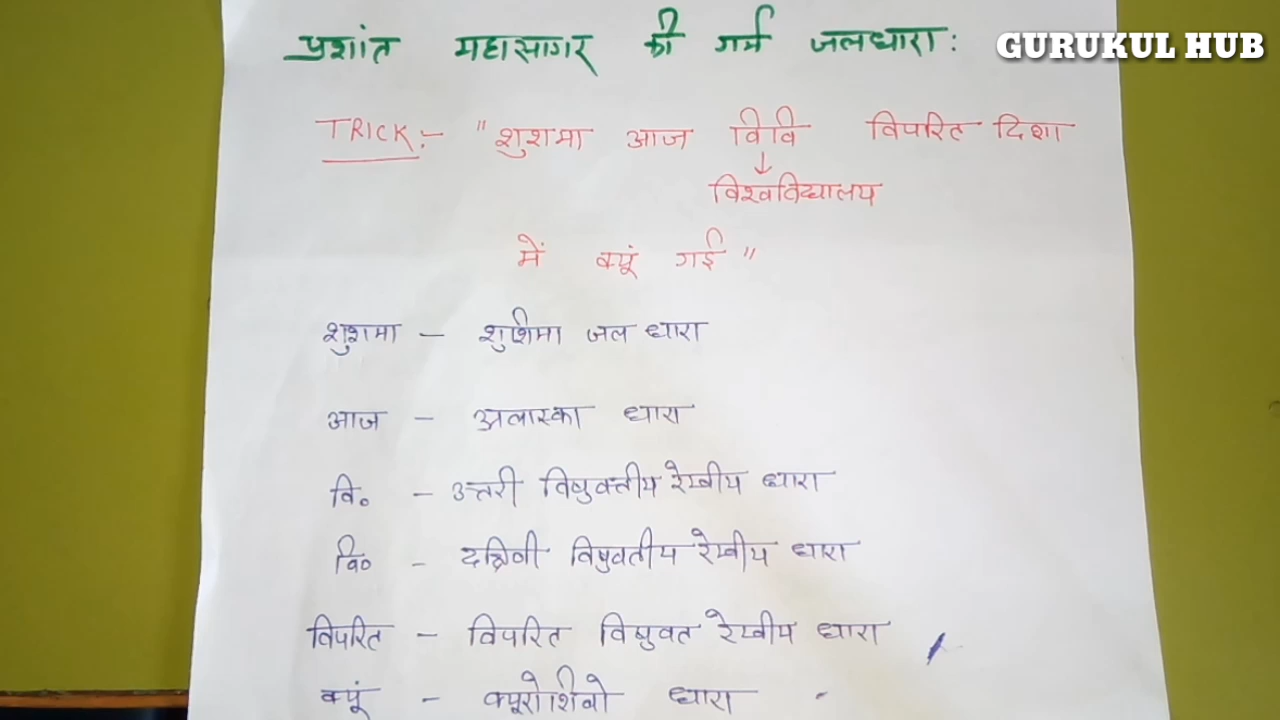 प्रशांत महासागर की गर्म जलधारा :
GURUKUL HUB
TRICK :- "शुशमा आज विवि विपरित दिशा
↓
विश्वविद्यालय
में क्यूं गई"
शुशमा - शुशिमा जल धारा
आज - अलास्का धारा
वि० - उत्तरी विषुवत्तीय रेखीय धारा
वि० - दक्षिणी विषुवतीय रेखीय धारा
विपरित - विपरित विषुवत रेखीय धारा
क्यूं - क्यूरोशिवो धारा -